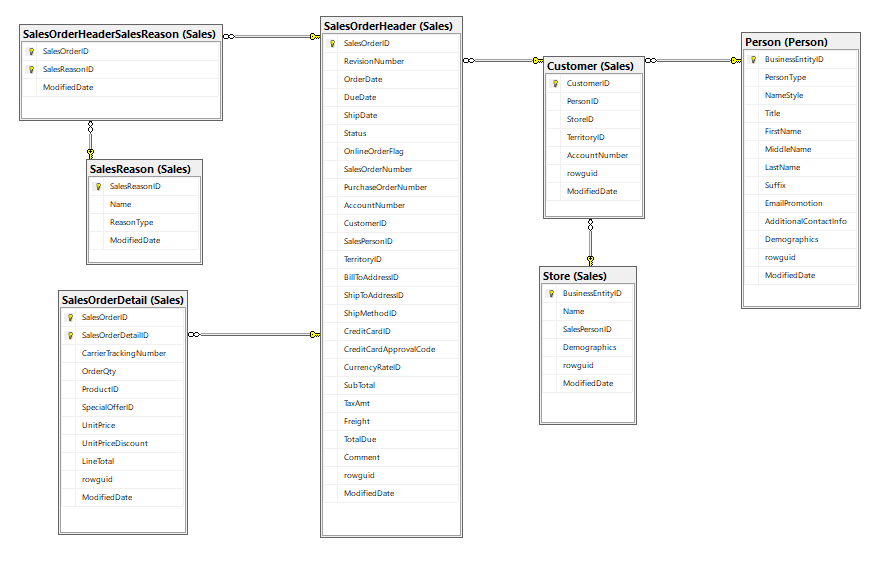 SalesOrderHeaderSalesReason (Sales)
SalesOrderID
SalesReasonID
ModifiedDate
SalesReason (Sales)
SalesReasonID
Name
ReasonType
ModifiedDate
SalesOrderDetail (Sales)
SalesOrderID
SalesOrderDetailID
CarrierTrackingNumber
OrderQty
ProductID
SpecialOfferID
UnitPrice
UnitPriceDiscount
LineTotal
rowguid
ModifiedDate
SalesOrderHeader (Sales)
SalesOrderID
RevisionNumber
OrderDate
DueDate
ShipDate
Status
OnlineOrderFlag
SalesOrderNumber
PurchaseOrderNumber
AccountNumber
CustomerID
SalesPersonID
TerritoryID
BillToAddressID
ShipToAddressID
ShipMethodID
CreditCardID
CreditCardApprovalCode
CurrencyRateID
SubTotal
TaxAmt
Freight
TotalDue
Comment
rowguid
ModifiedDate
Customer (Sales)
CustomerID
PersonID
StoreID
TerritoryID
AccountNumber
rowguid
ModifiedDate
Store (Sales)
BusinessEntityID
Name
SalesPersonID
Demographics
rowguid
ModifiedDate
Person (Person)
BusinessEntityID
PersonType
NameStyle
Title
FirstName
MiddleName
LastName
Suffix
EmailPromotion
AdditionalContactInfo
Demographics
rowguid
ModifiedDate